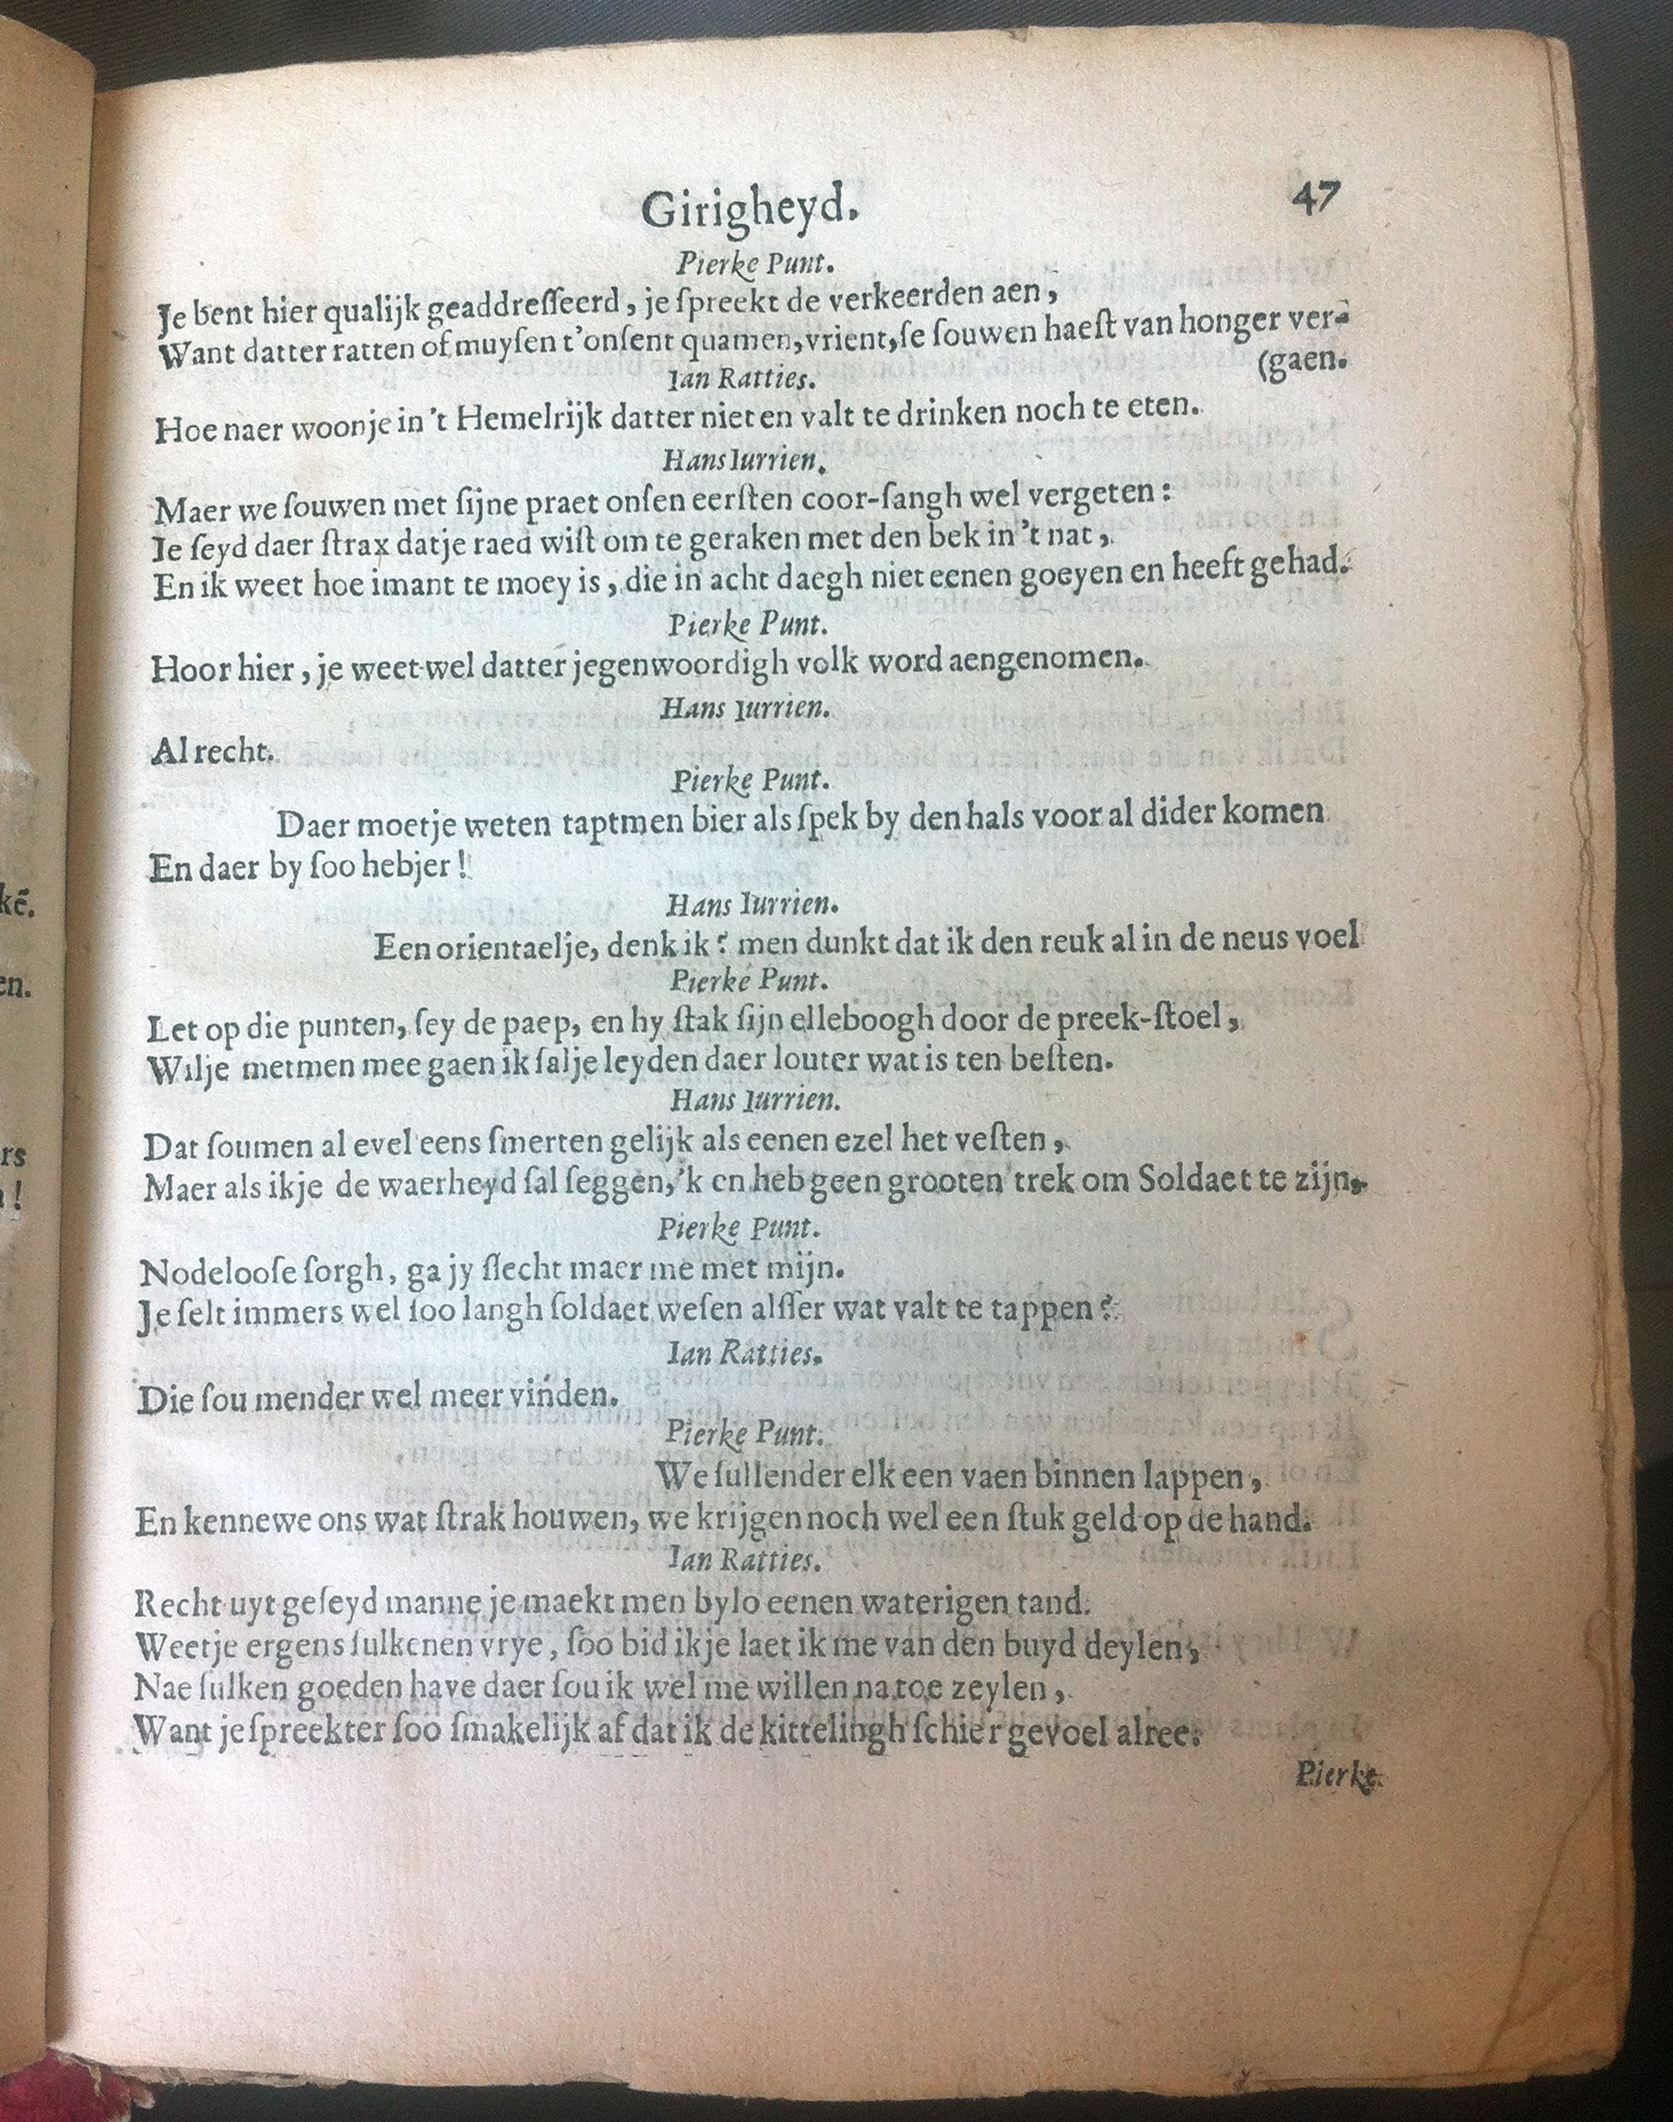 ké.
en.
rs
!
Girigheyd. 47
Pierke Punt.
Je bent hier qualijk geaddreſſeerd, je ſpreekt de verkeerden aen,
Want datter ratten of muyſen t'onſent quamen, vrient, ſe ſouwen haeſt van honger ver-
(gaen.
Ian Ratties.
Hoe naer woonje in 't Hemelrijk datter niet en valt te drinken noch te eten.
Hans Iurrien.
Maer we ſouwen met ſijne praet onſen eerſten coor-ſangh wel vergeten:
Je ſeyd daer ſtrax datje raed wiſt om te geraken met den bek in 't nat,
En ik weet hoe imant te moey is, die in acht daegh niet eenen goeyen en heeft gehad.
Pierke Punt.
Hoor hier, je weet wel datter jegenwoordigh volk word aengenomen.
Hans Iurrien.
Al recht.
Pierke Punt.
Daer moetje weten taptmen bier als ſpek by den hals voor al dider komen
En daer by ſoo hebjer!
Hans Iurrien.
Een orientaelje, denk ik? men dunkt dat ik den reuk al in de neus voel
Pierke Punt.
Let op die punten, ſey de paep, en hy ſtak ſijn elleboogh door de preek-ſtoel,
Wilje metmen mee gaen ik ſalje leyden daer louter wat is ten beſten.
Hans Iurrien.
Dat ſoumen al evel eens ſmerten gelijk als eenen ezel het veſten,
Maer als ikje de waerheyd ſal ſeggen, 'k en heb geen grooten trek om Soldaet te zijn.
Pierke Punt.
Nodelooſe ſorgh, ga jy ſlecht maer me met mijn.
Je ſelt immers wel ſoo langh ſoldaet weſen alſſer wat valt te tappen?
Ian Ratties.
Die ſou mender wel meer vinden.
Pierke Punt.
We ſullender elk een vaen binnen lappen,
En kennewe ons wat ſtrak houwen, we krijgen noch wel een ſtuk geld op de hand.
Ian Ratties.
Recht uyt geſeyd manne je maekt men bylo eenen waterigen tand.
Weetje ergens ſulkenen vrye, ſoo bid ikje laet ik me van den buyd deylen,
Nae ſulken goeden have daer ſou ik wel me willen na toe zeylen,
Want je ſpreekter ſoo ſmakelijk af dat ik de kittelingh ſchier gevoel alree.
Pierke